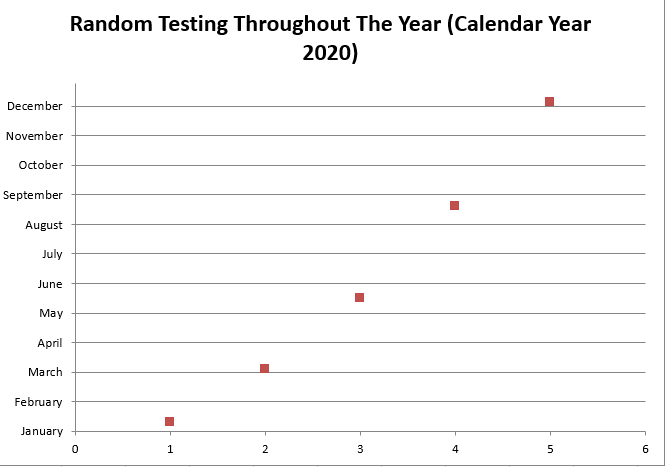 Random Testing Throughout The Year (Calendar Year
2020)
December
November
October
September
August
July
June
May
April
March
February
January
0 1 2 3 4 5 6